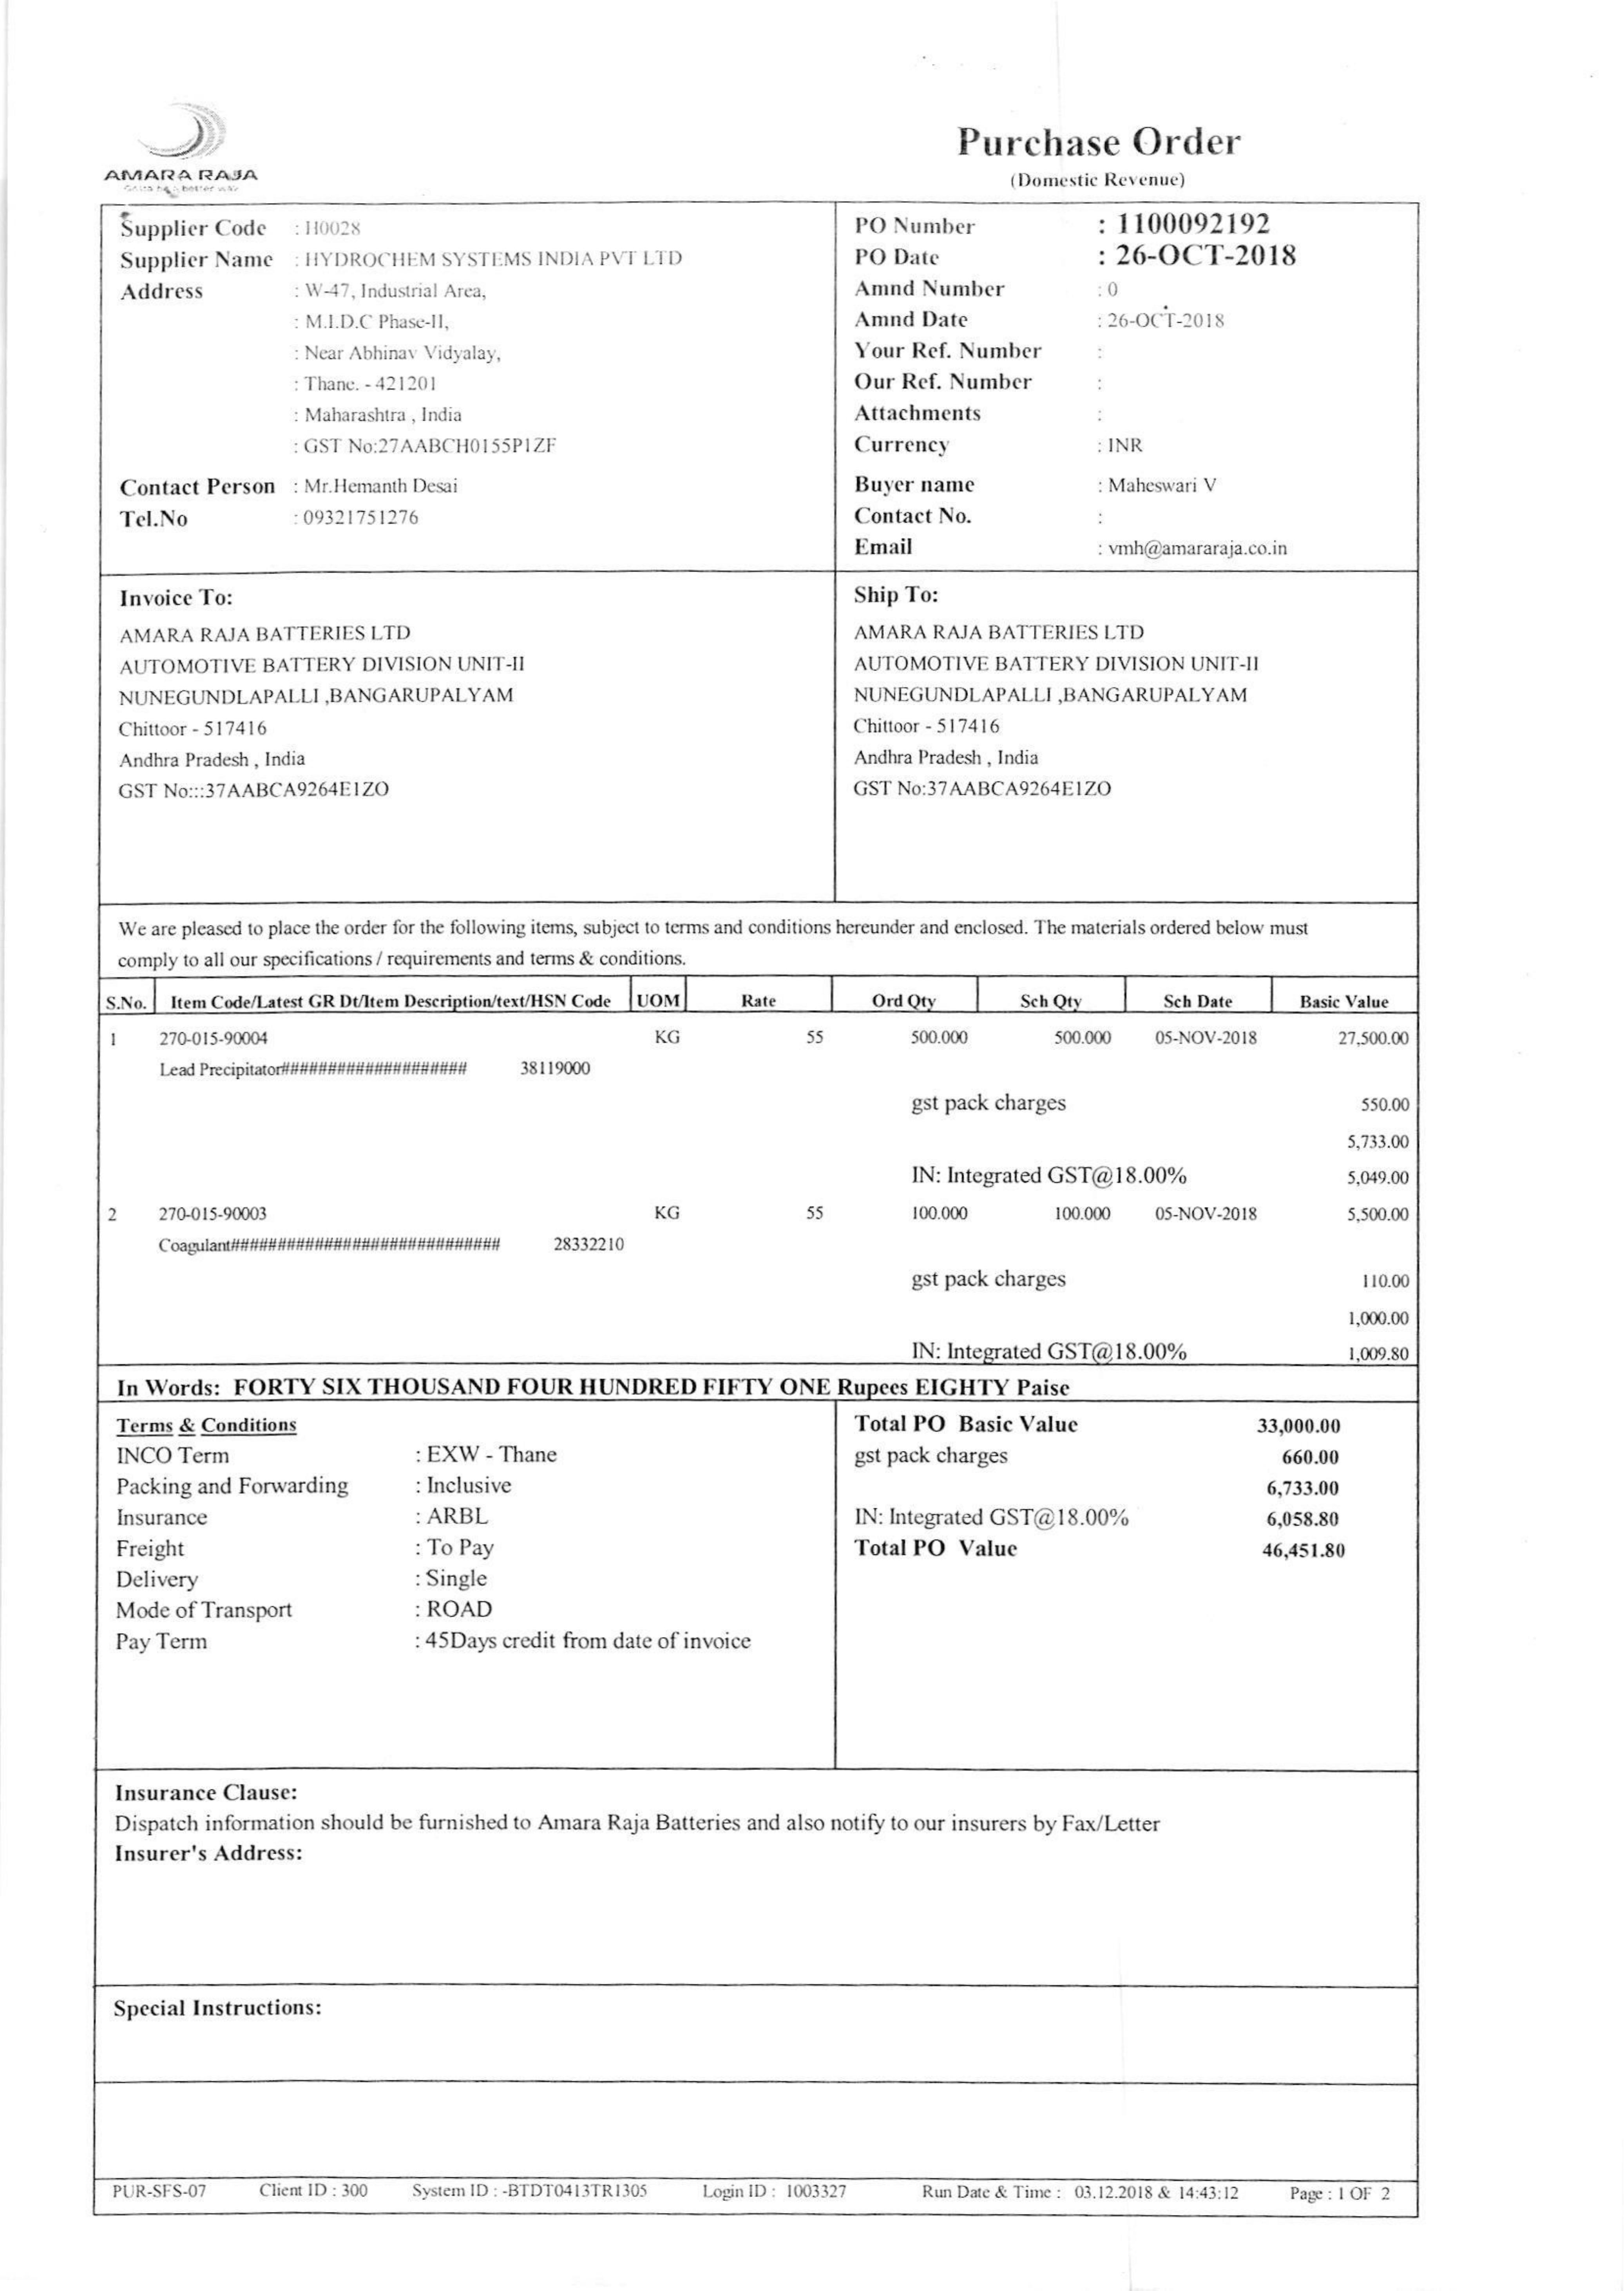 AMARA RAJA
Purchase Order
(Domestic Revenue)
Supplier Code : H0028
Supplier Name : HYDROCHEM SYSTEMS INDIA PVT LTD
Address : W-47, Industrial Area,
: M.I.D.C Phase-II,
: Near Abhinav Vidyalay,
: Thane. - 421201
: Maharashtra , India
: GST No:27AABCH0155P1ZF
Contact Person : Mr.Hemanth Desai
Tel.No : 09321751276
PO Number : 1100092192
PO Date : 26-OCT-2018
Amnd Number : 0
Amnd Date : 26-OCT-2018
Your Ref. Number :
Our Ref. Number :
Attachments :
Currency : INR
Buyer name : Maheswari V
Contact No. :
Email : vmh@amararaja.co.in
Invoice To:
AMARA RAJA BATTERIES LTD
AUTOMOTIVE BATTERY DIVISION UNIT-II
NUNEGUNDLAPALLI ,BANGARUPALYAM
Chittoor - 517416
Andhra Pradesh , India
GST No:::37AABCA9264E1ZO
Ship To:
AMARA RAJA BATTERIES LTD
AUTOMOTIVE BATTERY DIVISION UNIT-II
NUNEGUNDLAPALLI ,BANGARUPALYAM
Chittoor - 517416
Andhra Pradesh , India
GST No:37AABCA9264E1ZO
We are pleased to place the order for the following items, subject to terms and conditions hereunder and enclosed. The materials ordered below must
comply to all our specifications / requirements and terms & conditions.
S.No. Item Code/Latest GR Dt/Item Description/text/HSN Code UOM Rate Ord Qty Sch Qty Sch Date Basic Value
1 270-015-90004 KG 55 500.000 500.000 05-NOV-2018 27,500.00
Lead Precipitator#################### 38119000
gst pack charges 550.00
5,733.00
IN: Integrated GST@18.00% 5,049.00
2 270-015-90003 KG 55 100.000 100.000 05-NOV-2018 5,500.00
Coagulant############################# 28332210
gst pack charges 110.00
1,000.00
IN: Integrated GST@18.00% 1,009.80
In Words: FORTY SIX THOUSAND FOUR HUNDRED FIFTY ONE Rupees EIGHTY Paise
Terms & Conditions
INCO Term : EXW - Thane
Packing and Forwarding : Inclusive
Insurance : ARBL
Freight : To Pay
Delivery : Single
Mode of Transport : ROAD
Pay Term : 45Days credit from date of invoice
Total PO Basic Value 33,000.00
gst pack charges 660.00
6,733.00
IN: Integrated GST@18.00% 6,058.80
Total PO Value 46,451.80
Insurance Clause:
Dispatch information should be furnished to Amara Raja Batteries and also notify to our insurers by Fax/Letter
Insurer's Address:
Special Instructions:
PUR-SFS-07 Client ID : 300 System ID : -BTDT0413TR1305 Login ID : 1003327 Run Date & Time : 03.12.2018 & 14:43:12 Page : 1 OF 2